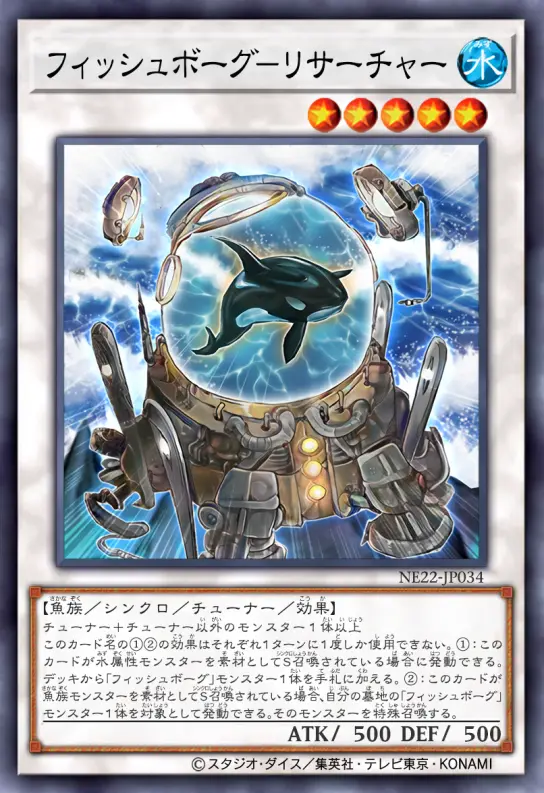 フィッシュボーグ－リサーチャー
水
NE22-JP034
【魚族／シンクロ／チューナー／効果】
チューナー＋チューナー以外のモンスター１体以上
このカード名の①②の効果はそれぞれ1ターンに1度しか使用できない。①：この
カードが水属性モンスターを素材としてS召喚されている場合に発動できる。
デッキから「フィッシュボーグ」モンスター1体を手札に加える。②：このカードが
魚族モンスターを素材としてS召喚されている場合、自分の墓地の「フィッシュボーグ」
モンスター1体を対象として発動できる。そのモンスターを特殊召喚する。
ATK/ 500 DEF/ 500
©スタジオ・ダイス／集英社・テレビ東京・KONAMI